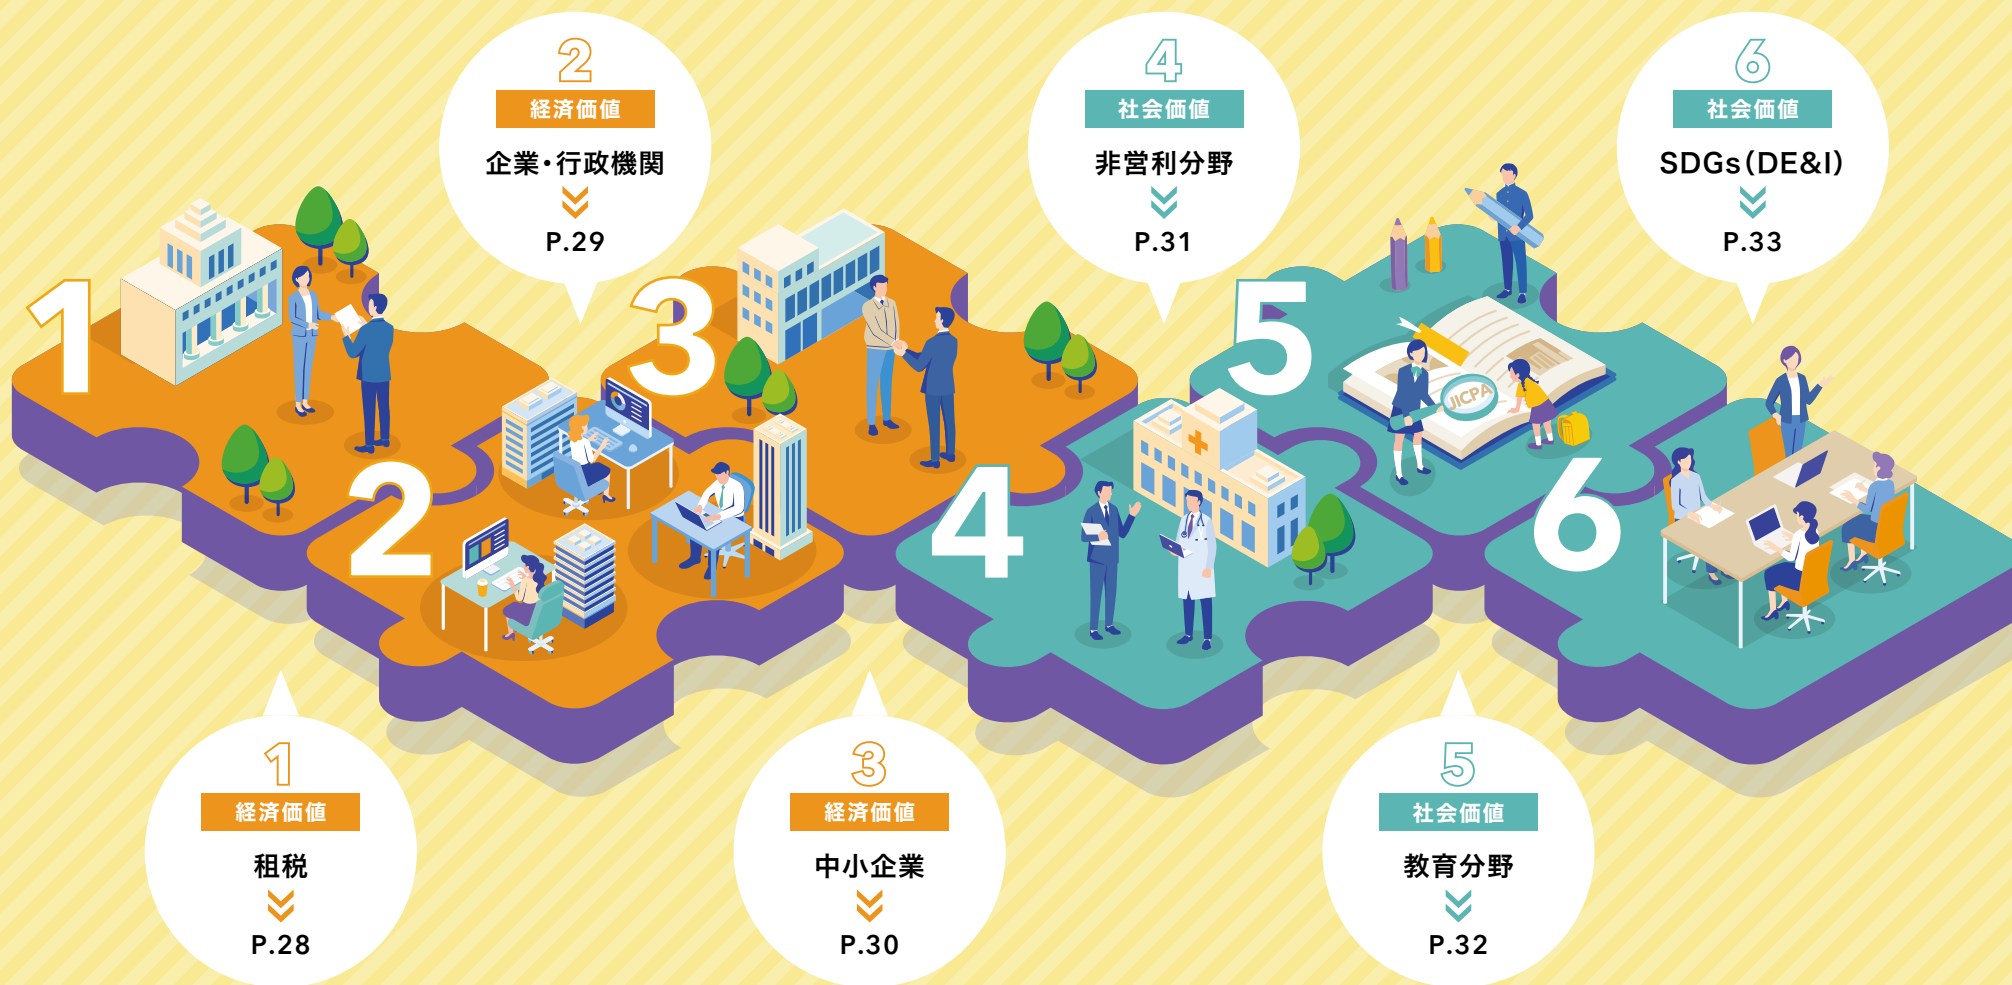 2
経済価値
企業・行政機関
P.29
4
社会価値
非営利分野
P.31
6
社会価値
SDGs（DE&I）
P.33
1
2
3
4
5
6
JICPA
1
経済価値
租税
P.28
3
経済価値
中小企業
P.30
5
社会価値
教育分野
P.32